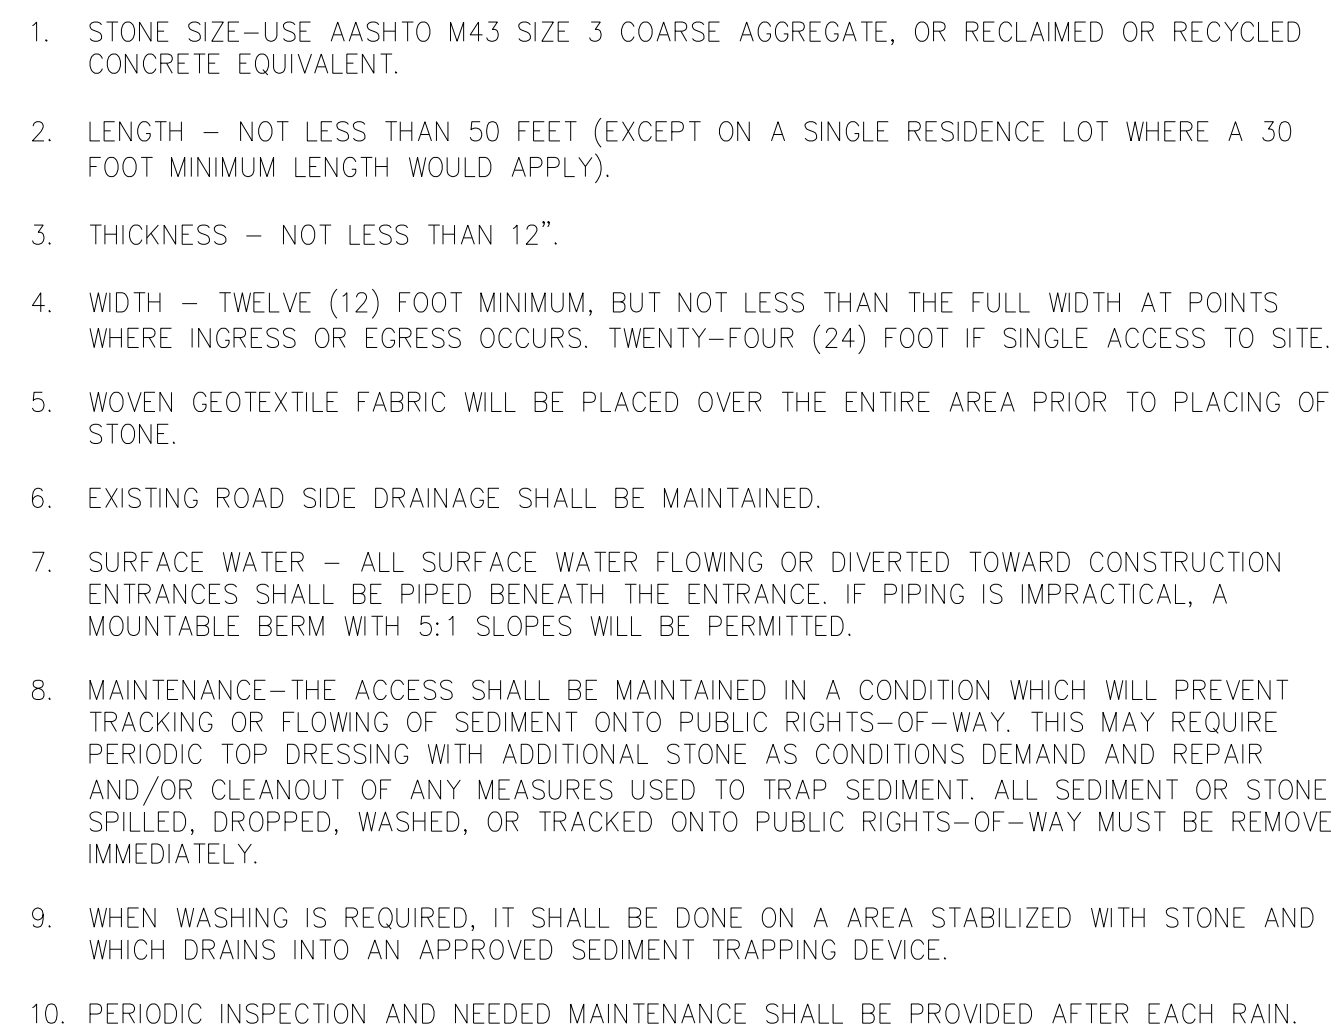 1. STONE SIZE-USE AASHTO M43 SIZE 3 COARSE AGGREGATE, OR RECLAIMED OR RECYCLED
CONCRETE EQUIVALENT.
2. LENGTH - NOT LESS THAN 50 FEET (EXCEPT ON A SINGLE RESIDENCE LOT WHERE A 30
FOOT MINIMUM LENGTH WOULD APPLY).
3. THICKNESS - NOT LESS THAN 12".
4. WIDTH - TWELVE (12) FOOT MINIMUM, BUT NOT LESS THAN THE FULL WIDTH AT POINTS
WHERE INGRESS OR EGRESS OCCURS. TWENTY-FOUR (24) FOOT IF SINGLE ACCESS TO SITE.
5. WOVEN GEOTEXTILE FABRIC WILL BE PLACED OVER THE ENTIRE AREA PRIOR TO PLACING OF
STONE.
6. EXISTING ROAD SIDE DRAINAGE SHALL BE MAINTAINED.
7. SURFACE WATER - ALL SURFACE WATER FLOWING OR DIVERTED TOWARD CONSTRUCTION
ENTRANCES SHALL BE PIPED BENEATH THE ENTRANCE. IF PIPING IS IMPRACTICAL, A
MOUNTABLE BERM WITH 5:1 SLOPES WILL BE PERMITTED.
8. MAINTENANCE-THE ACCESS SHALL BE MAINTAINED IN A CONDITION WHICH WILL PREVENT
TRACKING OR FLOWING OF SEDIMENT ONTO PUBLIC RIGHTS-OF-WAY. THIS MAY REQUIRE
PERIODIC TOP DRESSING WITH ADDITIONAL STONE AS CONDITIONS DEMAND AND REPAIR
AND/OR CLEANOUT OF ANY MEASURES USED TO TRAP SEDIMENT. ALL SEDIMENT OR STONE
SPILLED, DROPPED, WASHED, OR TRACKED ONTO PUBLIC RIGHTS-OF-WAY MUST BE REMOVE
IMMEDIATELY.
9. WHEN WASHING IS REQUIRED, IT SHALL BE DONE ON A AREA STABILIZED WITH STONE AND
WHICH DRAINS INTO AN APPROVED SEDIMENT TRAPPING DEVICE.
10. PERIODIC INSPECTION AND NEEDED MAINTENANCE SHALL BE PROVIDED AFTER EACH RAIN.